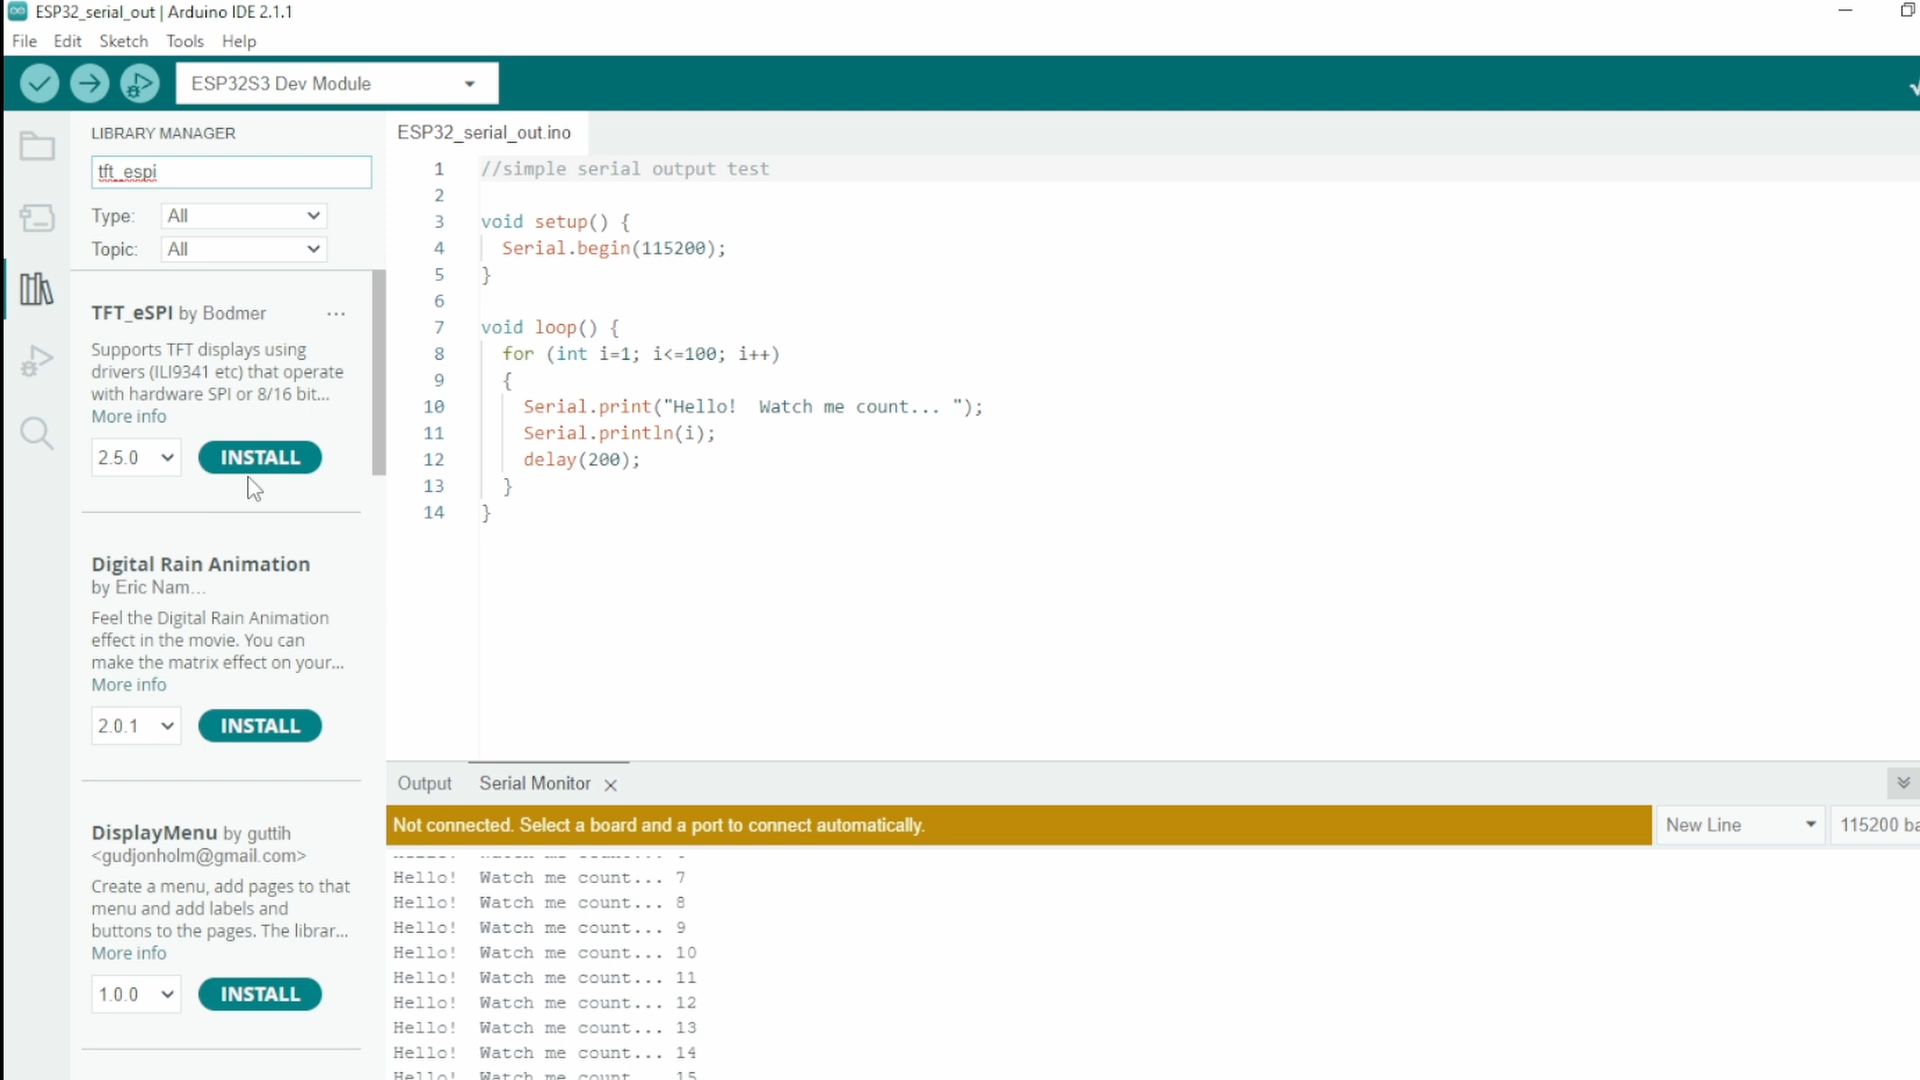 ESP32_serial_out | Arduino IDE 2.1.1
File Edit Sketch Tools Help
ESP32S3 Dev Module
LIBRARY MANAGER
tft_espi
Type: All
Topic: All
TFT_eSPI by Bodmer ...
Supports TFT displays using
drivers (ILI9341 etc) that operate
with hardware SPI or 8/16 bit...
More info
2.5.0 INSTALL
Digital Rain Animation
by Eric Nam...
Feel the Digital Rain Animation
effect in the movie. You can
make the matrix effect on your...
More info
2.0.1 INSTALL
DisplayMenu by guttih
<gudjonholm@gmail.com>
Create a menu, add pages to that
menu and add labels and
buttons to the pages. The librar...
More info
1.0.0 INSTALL
ESP32_serial_out.ino
1 //simple serial output test
2
3 void setup() {
4 Serial.begin(115200);
5 }
6
7 void loop() {
8 for (int i=1; i<=100; i++)
9 {
10 Serial.print("Hello!  Watch me count... ");
11 Serial.println(i);
12 delay(200);
13 }
14 }
Output Serial Monitor
Not connected. Select a board and a port to connect automatically.
New Line 115200 ba
Hello!  Watch me count... 7
Hello!  Watch me count... 8
Hello!  Watch me count... 9
Hello!  Watch me count... 10
Hello!  Watch me count... 11
Hello!  Watch me count... 12
Hello!  Watch me count... 13
Hello!  Watch me count... 14
Hello!  Watch me count... 15